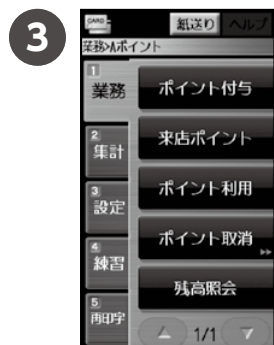 3
CARD
紙送り ヘルプ
業務>Aポイント
1
業務
2
集計
3
設定
4
練習
5
再印字
ポイント付与
来店ポイント
ポイント利用
ポイント取消
残高照会
1/1